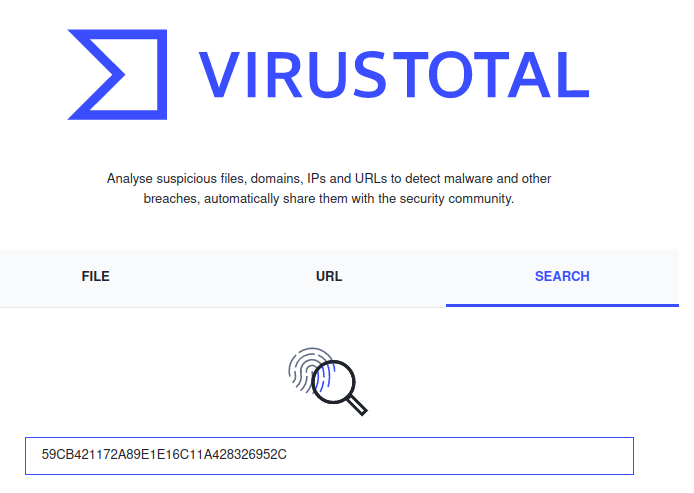 VIRUSTOTAL
Analyse suspicious files, domains, IPs and URLs to detect malware and other
breaches, automatically share them with the security community.
FILE URL SEARCH
59CB421172A89E1E16C11A428326952C